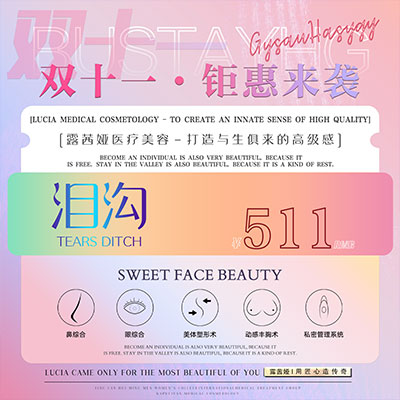 双十一
RHSTAYHG
GysauHasygy
双十一·钜惠来袭
[LUCIA MEDICAL COSMETOLOGY - TO CREATE AN INNATE SENSE OF HIGH QUALITY]
[露茜娅医疗美容-打造与生俱来的高级感]
BECOME AN INDIVIDUAL IS ALSO VERY BEAUTIFUL, BECAUSE IT
IS FREE. STAY IN THE VALLEY IS ALSO BEAUTIFUL, BECAUSE IT IS A KIND OF REST.
泪沟
TEARS DITCH
¥511
SWEET FACE BEAUTY
鼻综合 眼综合 美体塑形术 动感丰胸术 私密管理系统
BECOME AN INDIVIDUAL IS ALSO VERY BEAUTIFUL, BECAUSE IT
IS FREE. STAY IN THE VALLEY IS ALSO BEAUTIFUL, BECAUSE IT IS A KIND OF REST.
LUCIA CAME ONLY FOR THE MOST BEAUTIFUL OF YOU 露茜娅|用匠心造传奇